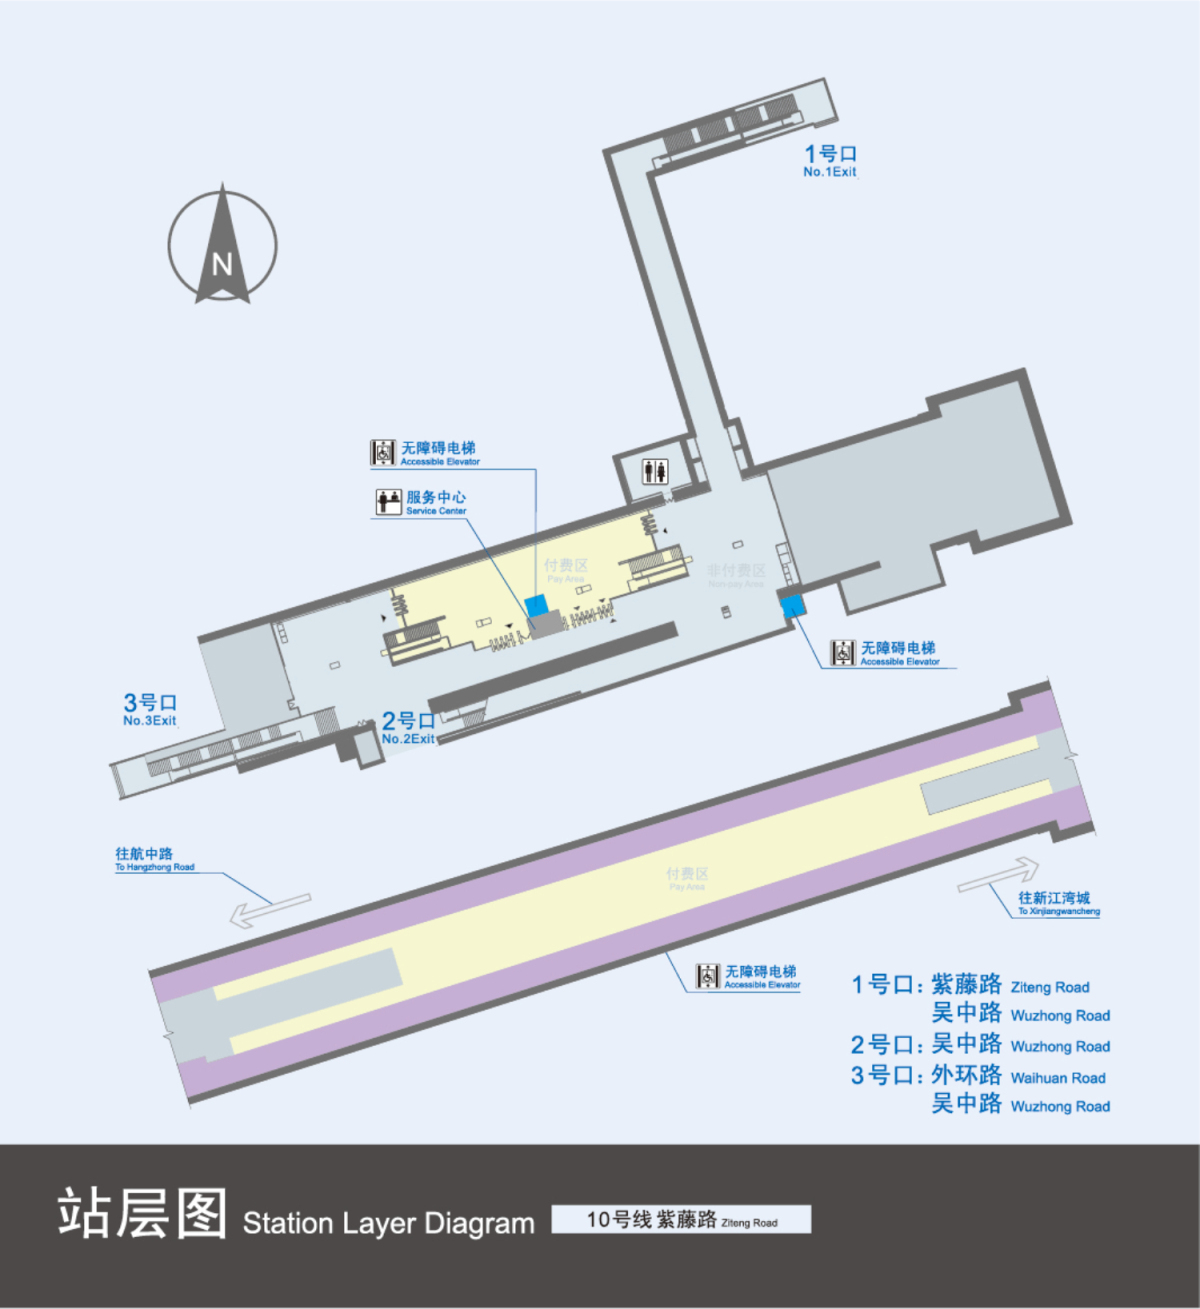 1号口
No.1Exit
N
无障碍电梯
Accessible Elevator
服务中心
Service Center
付费区
Pay Area
非付费区
Non-pay Area
无障碍电梯
Accessible Elevator
3号口
No.3Exit
2号口
No.2Exit
往航中路
To Hangzhong Road
付费区
Pay Area
往新江湾城
To Xinjiangwancheng
无障碍电梯
Accessible Elevator
1号口：紫藤路 Ziteng Road
吴中路 Wuzhong Road
2号口：吴中路 Wuzhong Road
3号口：外环路 Waihuan Road
吴中路 Wuzhong Road
站层图 Station Layer Diagram 10号线 紫藤路 Ziteng Road